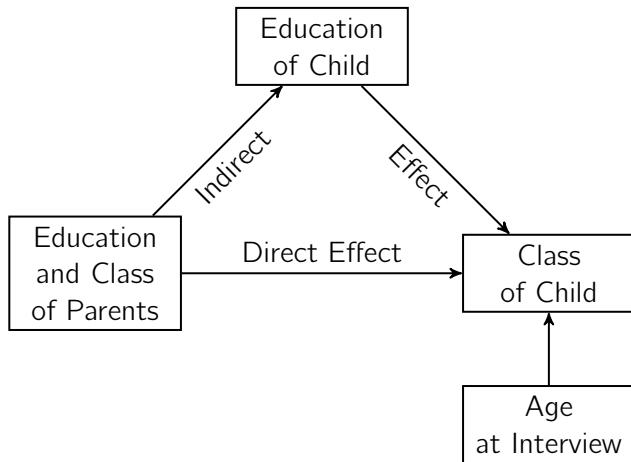 Education
of Child
Indirect
Effect
Education
and Class
of Parents
Direct Effect
Class
of Child
Age
at Interview